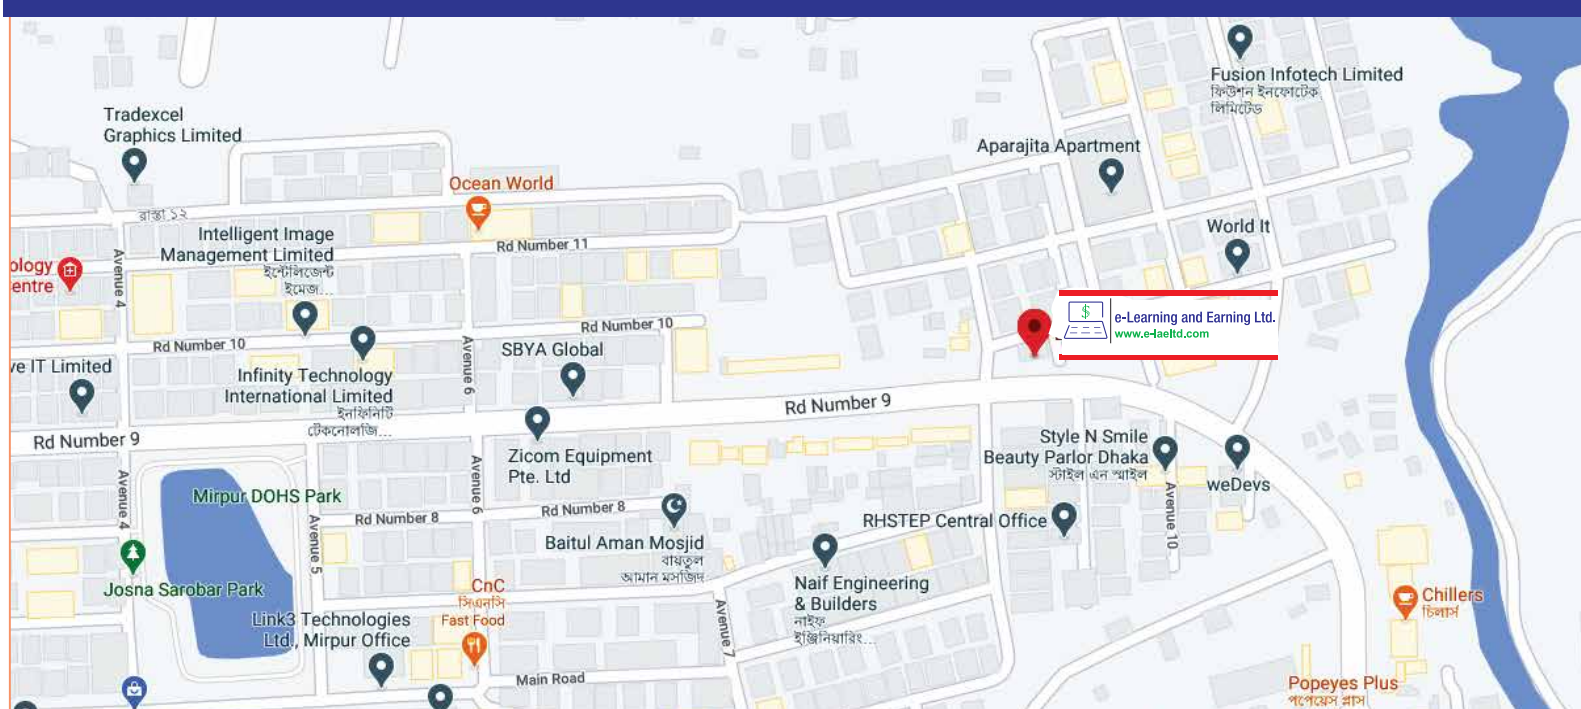 Fusion Infotech Limited
ফিউশন ইনফোটেক
লিমিটেড
Tradexcel
Graphics Limited
Aparajita Apartment
Ocean World
রাস্তা ১২
World It
Intelligent Image
Management Limited
ইন্টেলিজেন্ট
ইমেজ...
Rd Number 11
Avenue 4
ology
entre
$
e-Learning and Earning Ltd.
www.e-laeltd.com
Rd Number 10
Rd Number 10
SBYA Global
Avenue 6
ve IT Limited
Infinity Technology
International Limited
ইনফিনিটি
টেকনোলজি...
Rd Number 9
Rd Number 9
Style N Smile
Beauty Parlor Dhaka
স্টাইল এন স্মাইল
Zicom Equipment
Pte. Ltd
weDevs
Avenue 4
Mirpur DOHS Park
Avenue 6
Avenue 5
Rd Number 8
Rd Number 8
RHSTEP Central Office
Avenue 10
Baitul Aman Mosjid
বায়তুল
আমান মসজিদ
Josna Sarobar Park
CnC
সিএনসি
Fast Food
Naif Engineering
& Builders
নাইফ
ইঞ্জিনিয়ারিং...
Chillers
চিলার্স
Link3 Technologies
Ltd., Mirpur Office
Avenue 7
Main Road
Popeyes Plus
পপেয়েস প্লাস